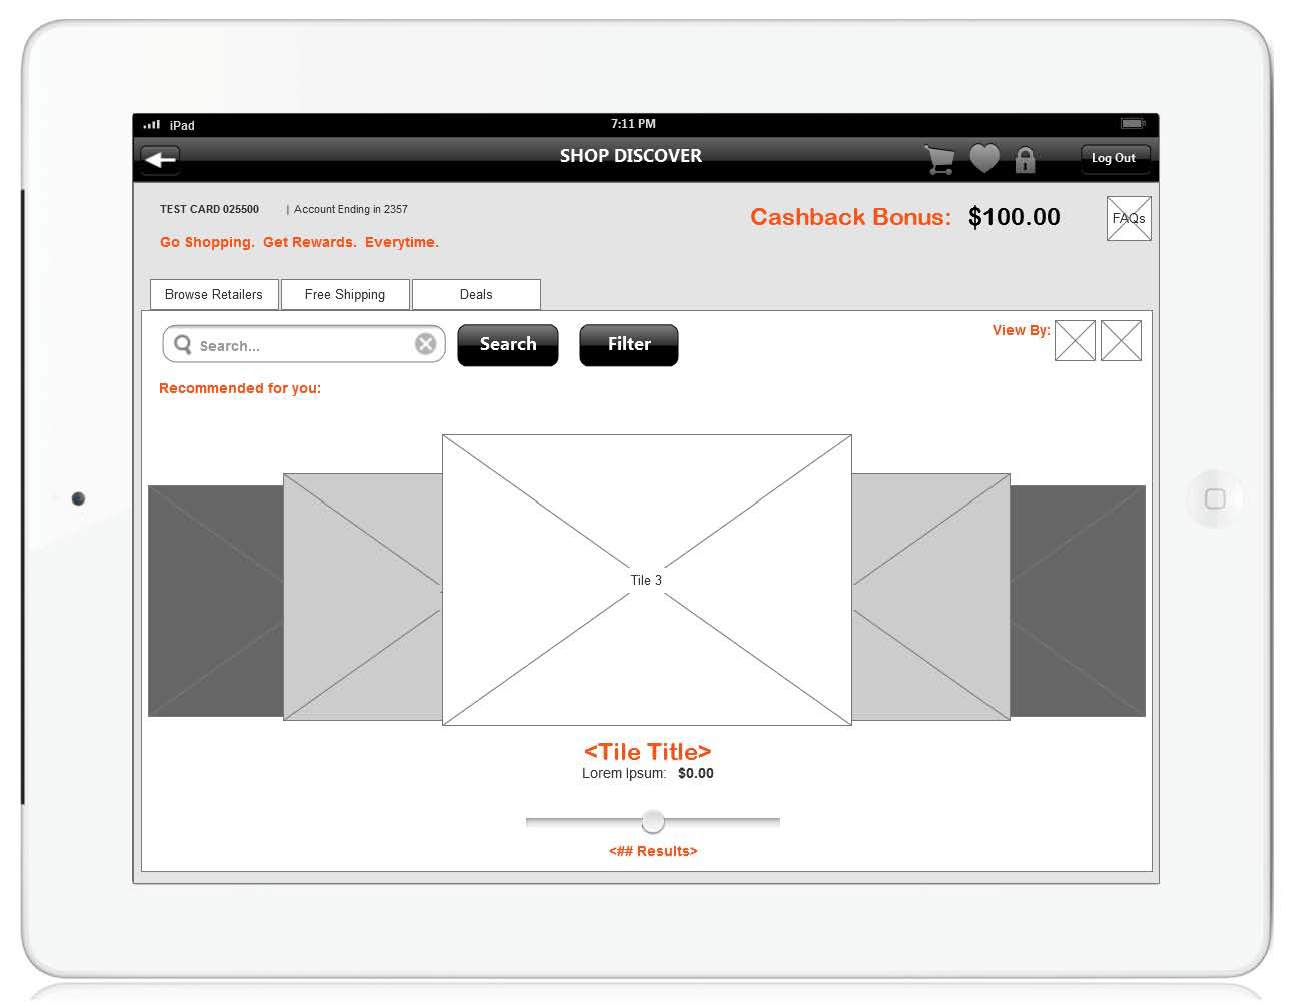 iPad
7:11 PM
SHOP DISCOVER
Log Out
TEST CARD 025500 | Account Ending in 2357
Cashback Bonus: $100.00
FAQs
Go Shopping. Get Rewards. Everytime.
Browse Retailers
Free Shipping
Deals
Search...
Search
Filter
View By:
Recommended for you:
Tile 3
<Tile Title>
Lorem Ipsum: $0.00
<## Results>